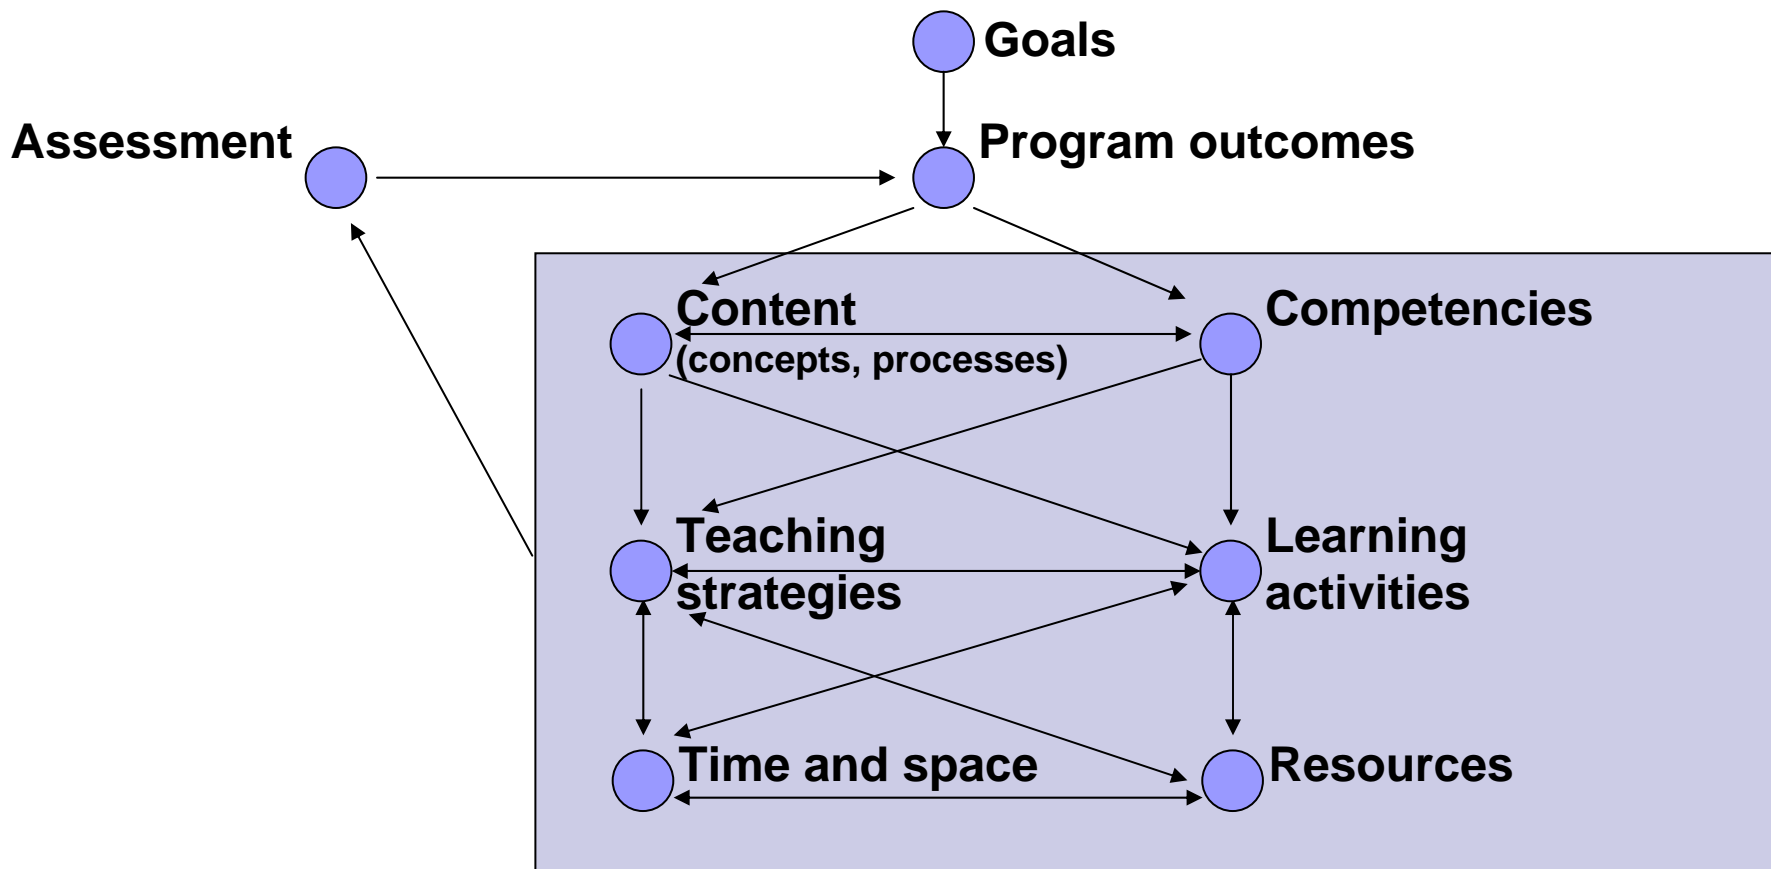 Goals
Assessment
Program outcomes
Content
(concepts, processes)
Competencies
Teaching
strategies
Learning
activities
Time and space
Resources